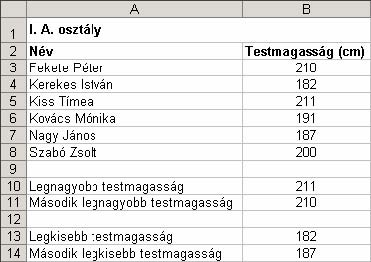 A B
1 I. A. osztály
2 Név Testmagasság (cm)
3 Fekete Péter 210
4 Kerekes István 182
5 Kiss Tímea 211
6 Kovács Mónika 191
7 Nagy János 187
8 Szabó Zsolt 200
9
10 Legnagyobb testmagasság 211
11 Második legnagyobb testmagasság 210
12
13 Legkisebb testmagasság 182
14 Második legkisebb testmagasság 187